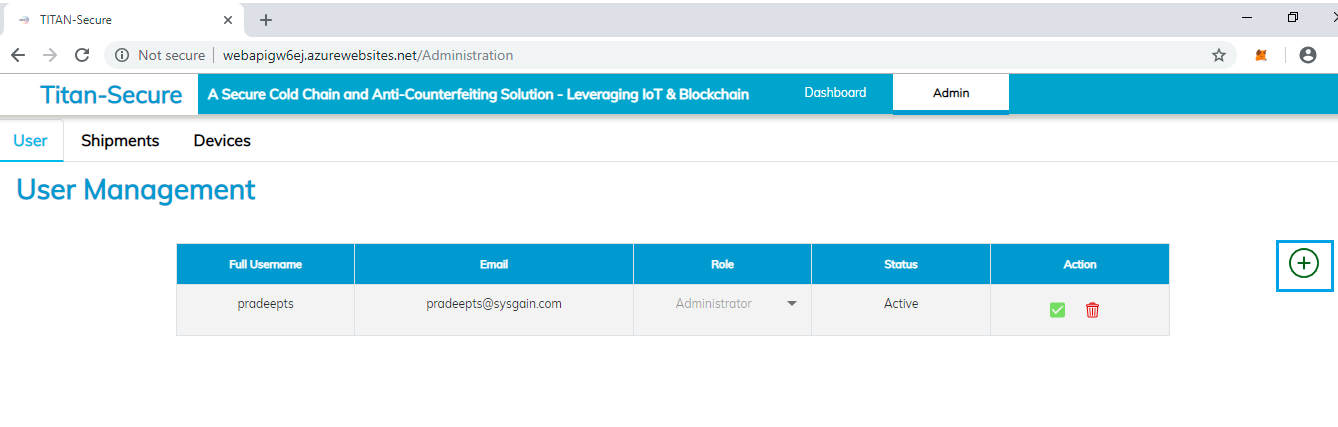 TITAN-Secure
Not secure webapigw6ej.azurewebsites.net/Administration
Titan-Secure A Secure Cold Chain and Anti-Counterfeiting Solution - Leveraging IoT & Blockchain Dashboard Admin
User Shipments Devices
User Management
Full Username Email Role Status Action
pradeepts pradeepts@sysgain.com Administrator Active